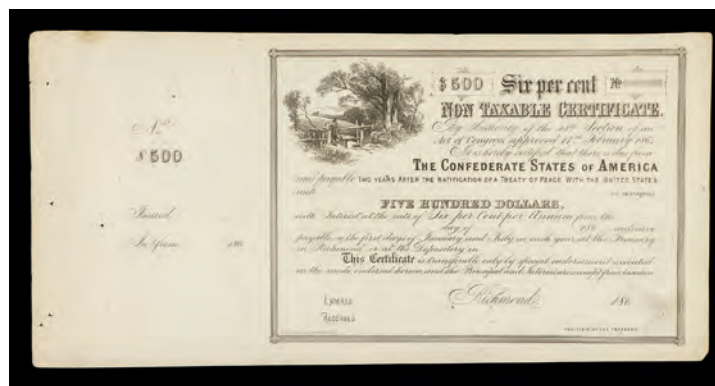 No.
$500
Issued
In favor 186
$500 Six per cent No
NON TAXABLE CERTIFICATE.
By Authority of the Section of an
Act of Congress approved February 186
It is hereby certified that there is due from
THE CONFEDERATE STATES OF AMERICA
and payable TWO YEARS AFTER THE RATIFICATION OF A TREATY OF PEACE WITH THE UNITED STATES
unto
FIVE HUNDRED DOLLARS,
with Interest at the rate of Six per Cent per Annum from the
day of 186 inclusive
payable on the first days of January and July in each year, at the Treasury
in Richmond or at the Depository in
This Certificate is transferable only by special endorsement executed
in the mode endorsed hereon and the Principal and Interest are exempt from taxation
Richmond, 186
Entered
Recorded
REGISTER OF THE TREASURY